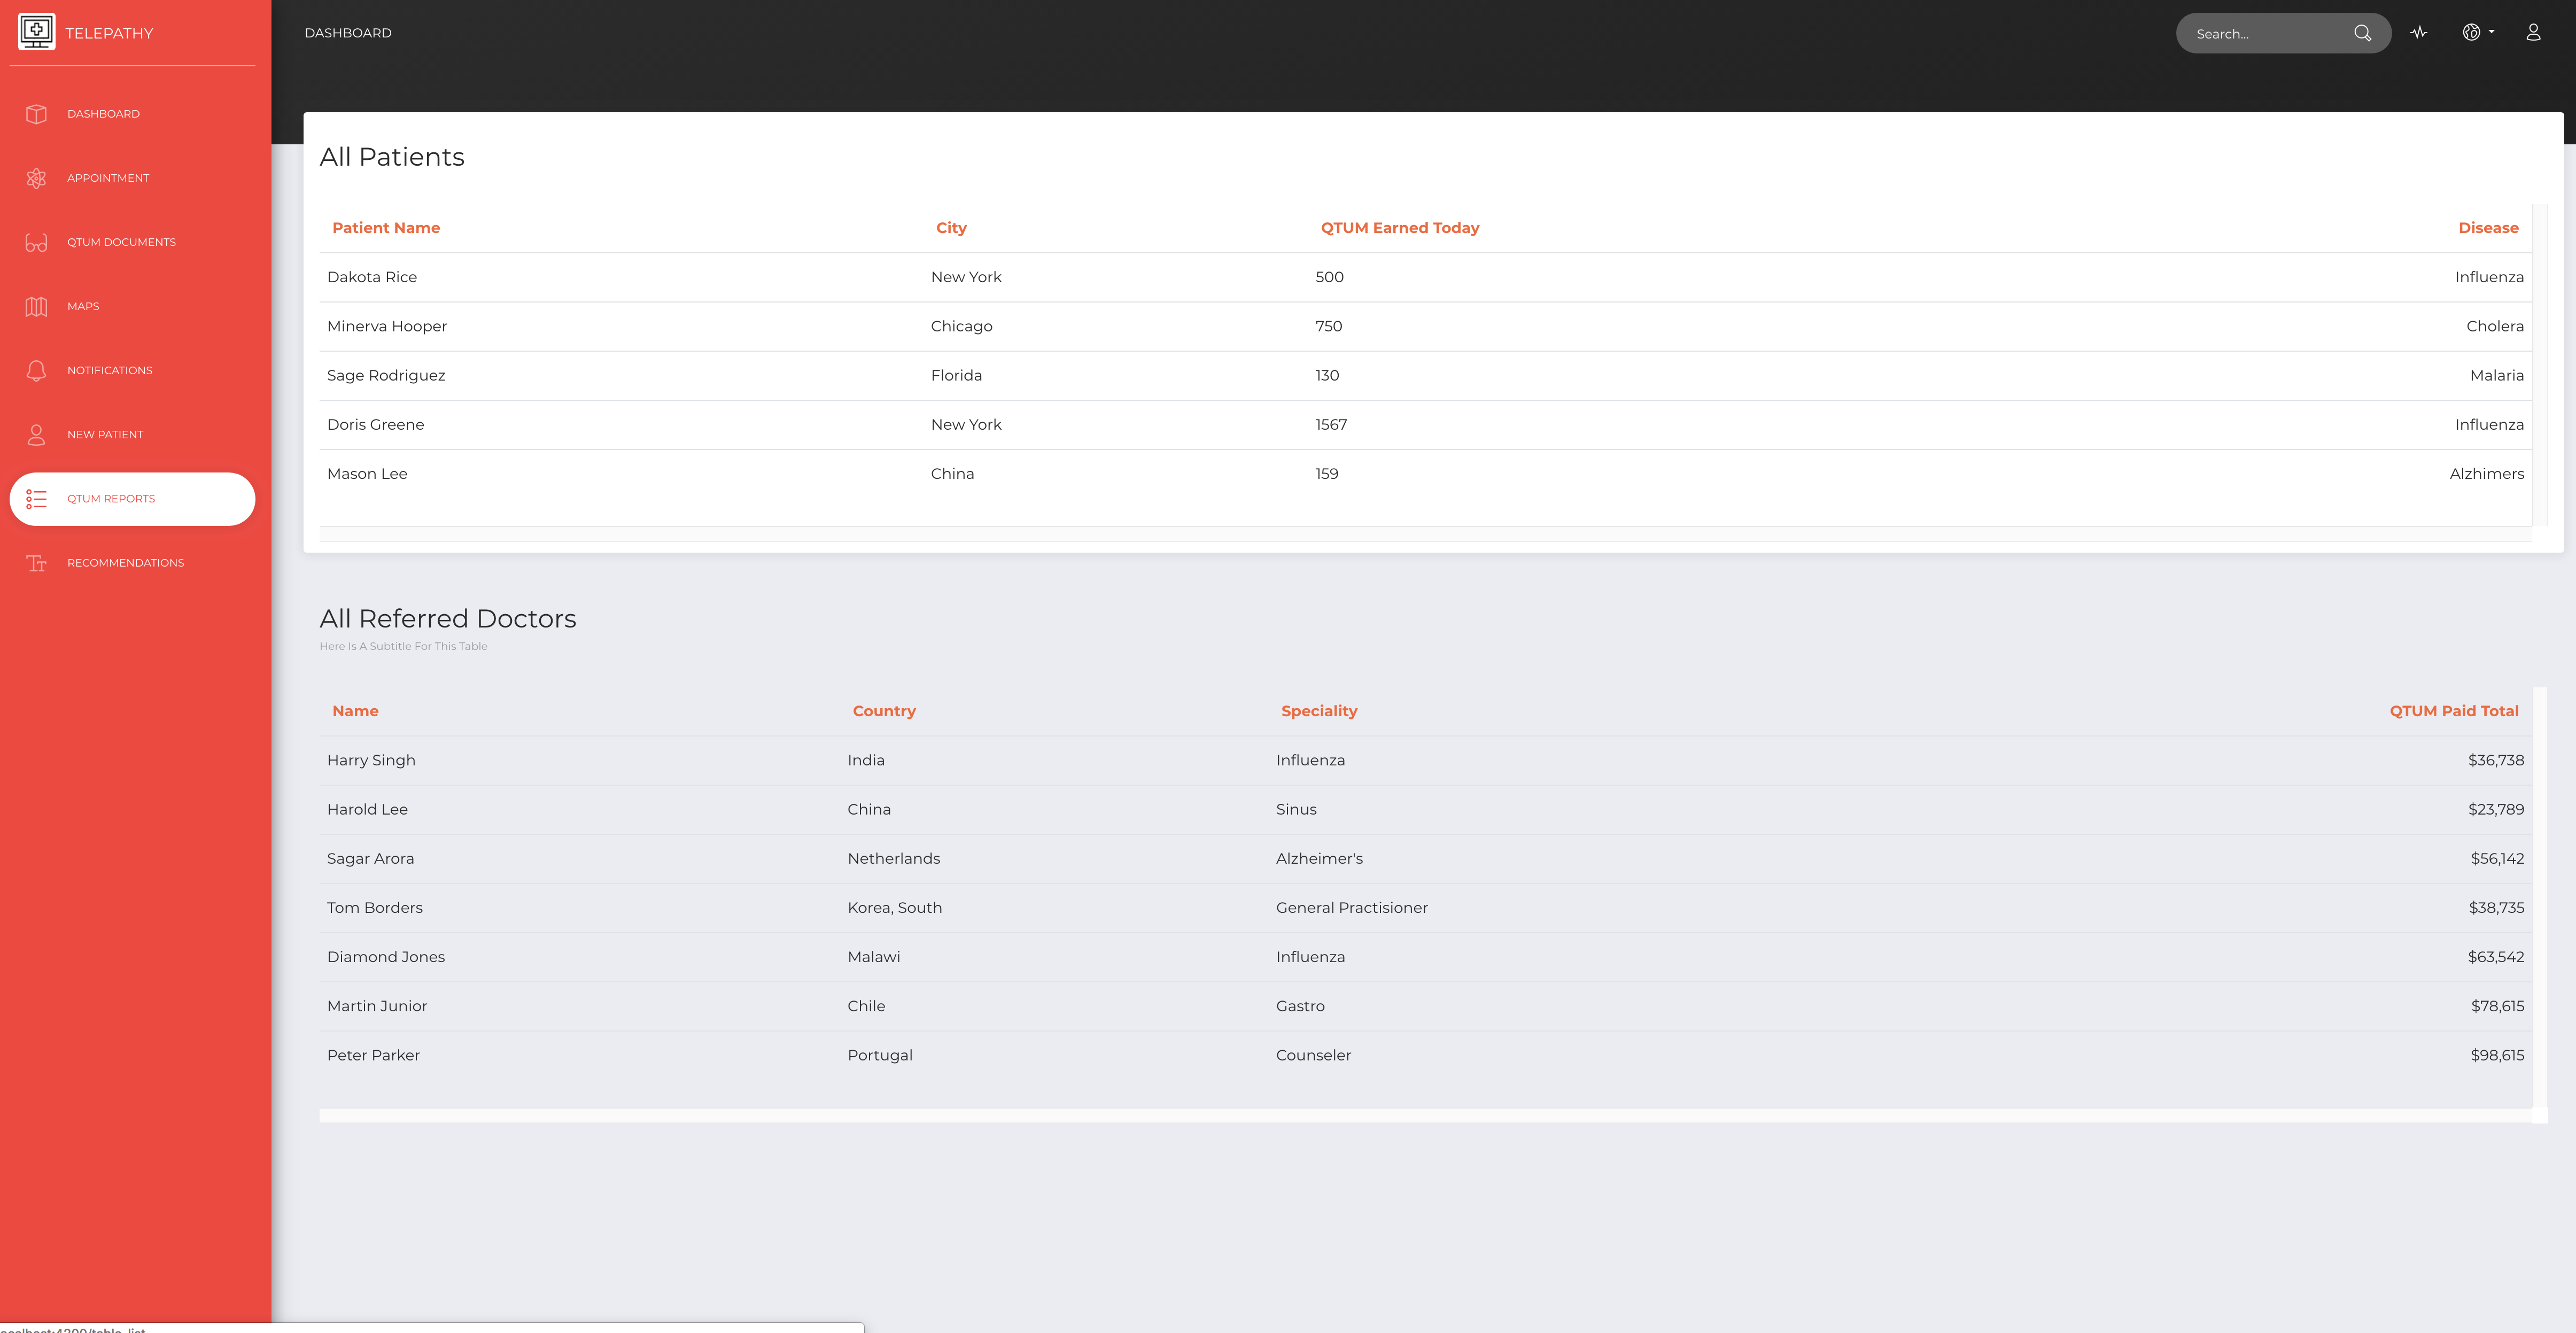 TELEPATHY
DASHBOARD
Search...
DASHBOARD
APPOINTMENT
QTUM DOCUMENTS
MAPS
NOTIFICATIONS
NEW PATIENT
QTUM REPORTS
RECOMMENDATIONS
All Patients
Patient Name City QTUM Earned Today Disease
Dakota Rice New York 500 Influenza
Minerva Hooper Chicago 750 Cholera
Sage Rodriguez Florida 130 Malaria
Doris Greene New York 1567 Influenza
Mason Lee China 159 Alzhimers
All Referred Doctors
Here Is A Subtitle For This Table
Name Country Speciality QTUM Paid Total
Harry Singh India Influenza $36,738
Harold Lee China Sinus $23,789
Sagar Arora Netherlands Alzheimer's $56,142
Tom Borders Korea, South General Practisioner $38,735
Diamond Jones Malawi Influenza $63,542
Martin Junior Chile Gastro $78,615
Peter Parker Portugal Counseler $98,615